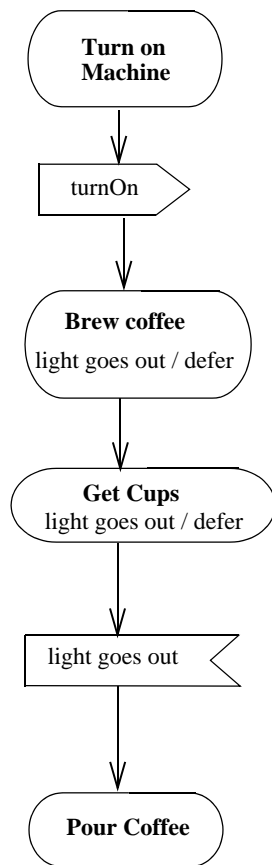 Turn on
Machine
turnOn
Brew coffee
light goes out / defer
Get Cups
light goes out / defer
light goes out
Pour Coffee